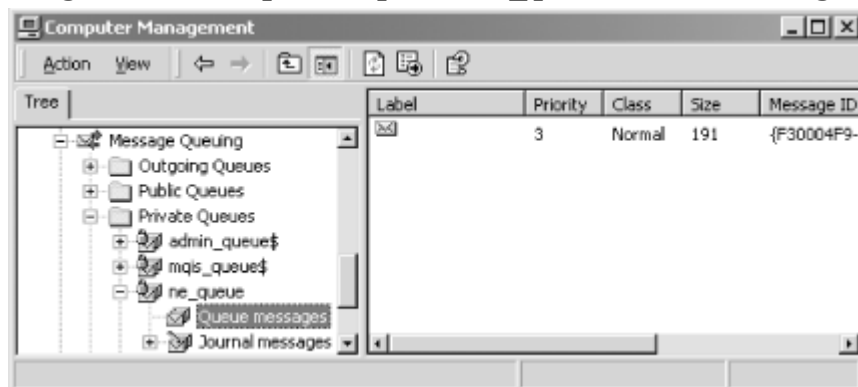 Computer Management
Action View
Tree
Label Priority Class Size Message ID
3 Normal 191 {F30004F9-
Message Queuing
Outgoing Queues
Public Queues
Private Queues
admin_queue$
mqis_queue$
ne_queue
Queue messages
Journal messages